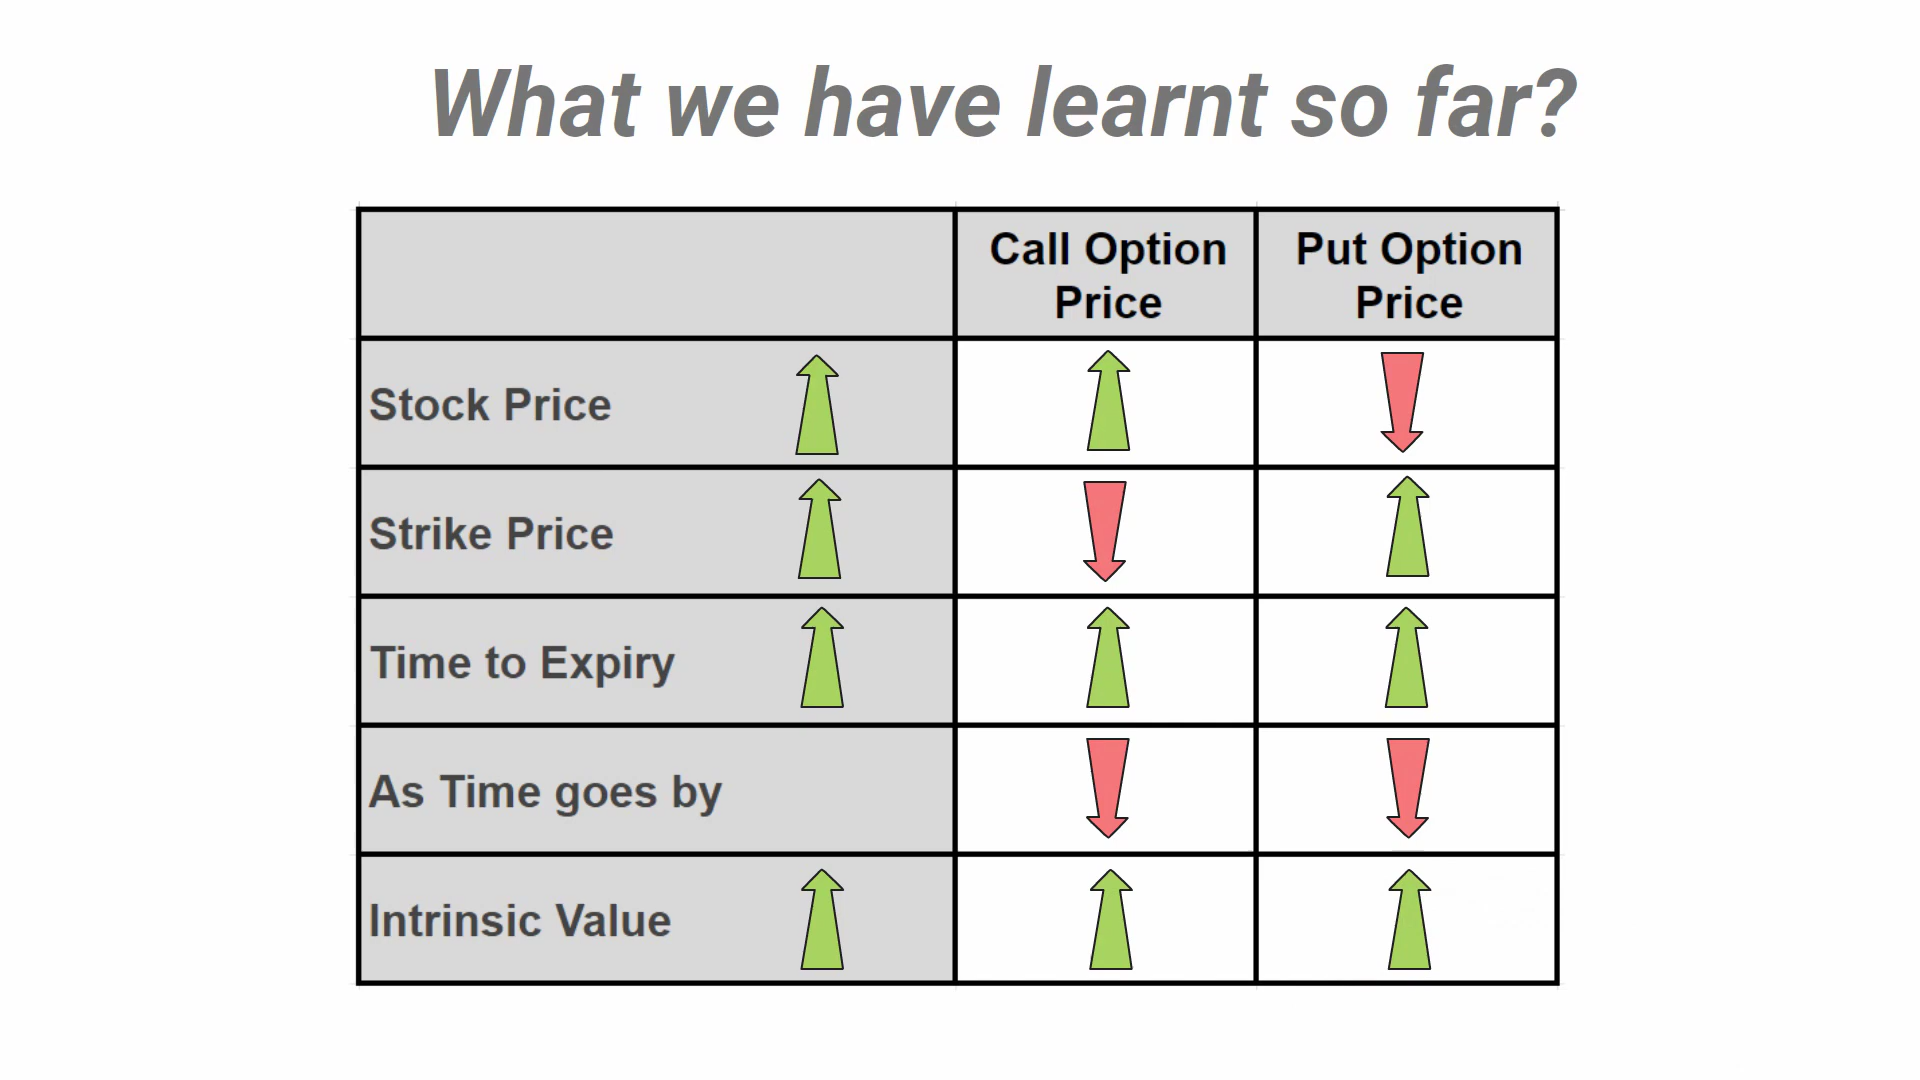 What we have learnt so far?
Call Option
Price
Put Option
Price
Stock Price
Strike Price
Time to Expiry
As Time goes by
Intrinsic Value